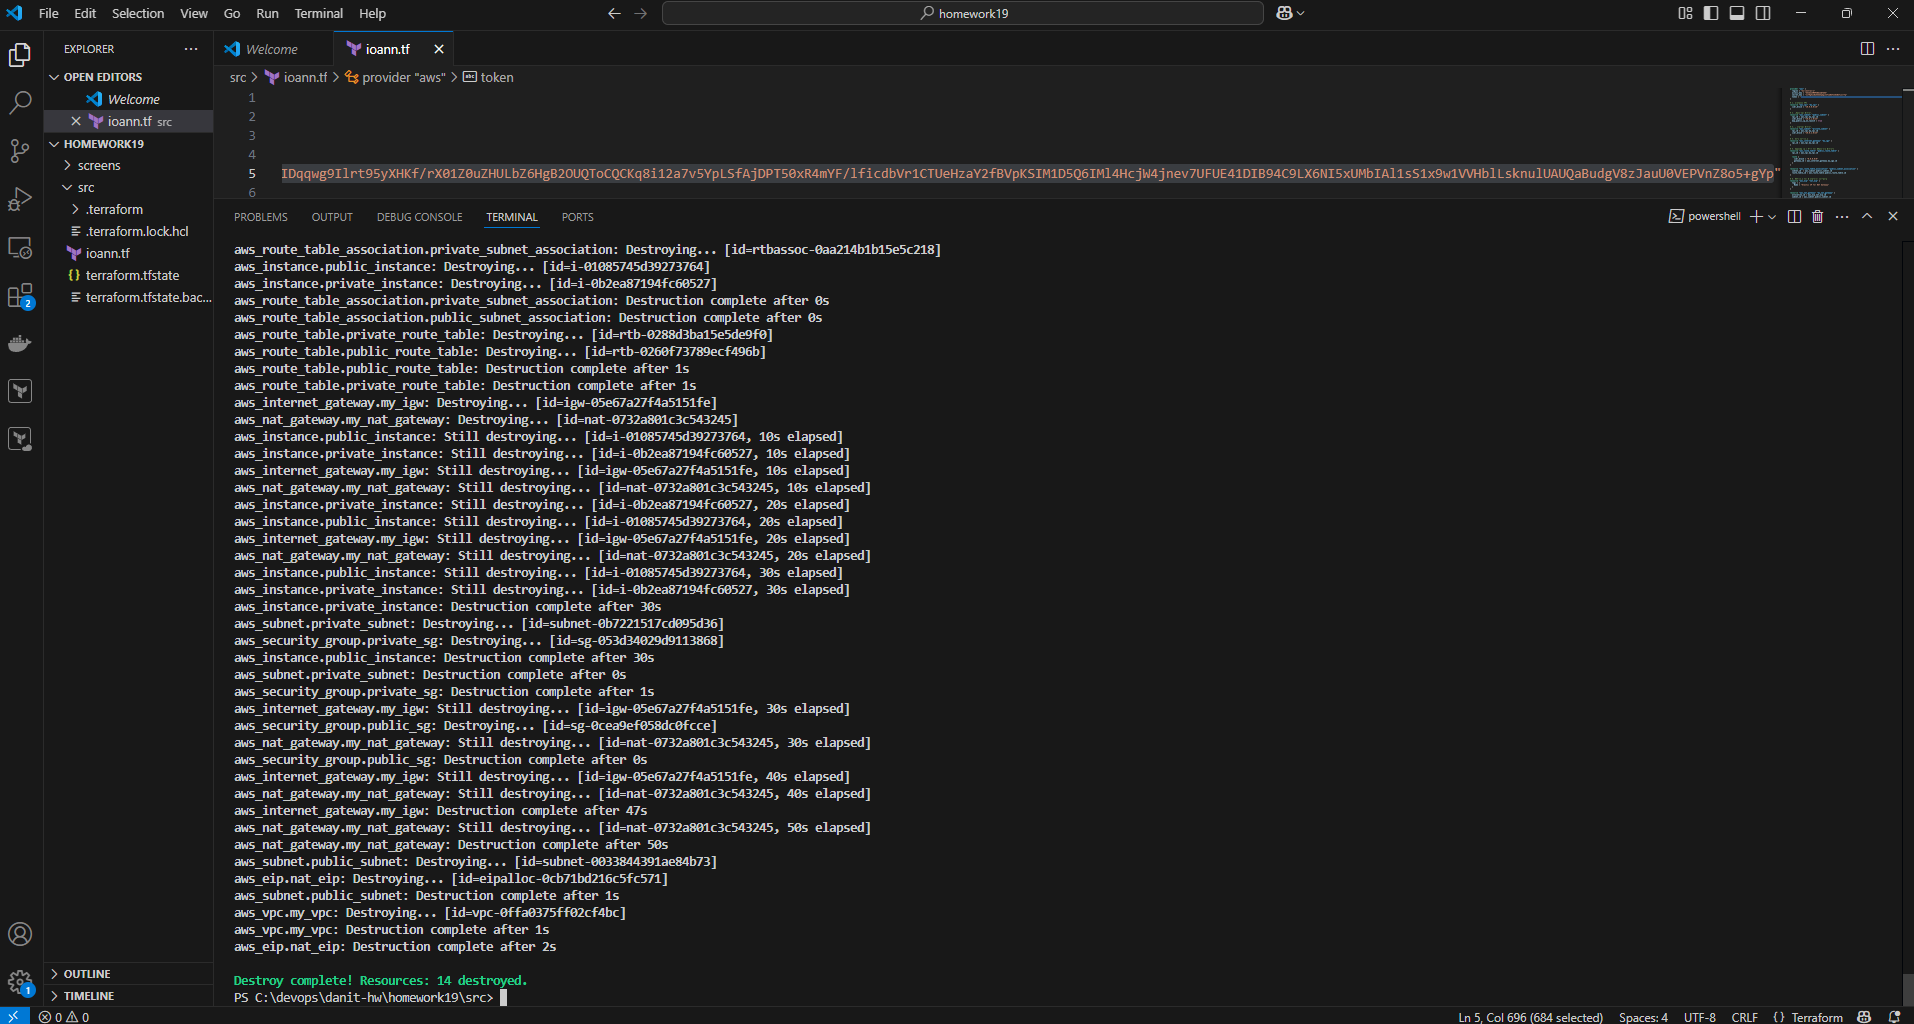 File Edit Selection View Go Run Terminal Help
homework19
EXPLORER
Welcome
ioann.tf
OPEN EDITORS
Welcome
ioann.tf src
HOMEWORK19
screens
src
.terraform
.terraform.lock.hcl
ioann.tf
terraform.tfstate
terraform.tfstate.bac...
2
OUTLINE
TIMELINE
1
src > ioann.tf > provider "aws" > token
1
2
3
4
5
6
PROBLEMS OUTPUT DEBUG CONSOLE TERMINAL PORTS
powershell
aws_route_table_association.private_subnet_association: Destroying... [id=rtbassoc-0aa214b1b15e5c218]
aws_instance.public_instance: Destroying... [id=i-01085745d39273764]
aws_instance.private_instance: Destroying... [id=i-0b2ea87194fc60527]
aws_route_table_association.private_subnet_association: Destruction complete after 0s
aws_route_table_association.public_subnet_association: Destruction complete after 0s
aws_route_table.private_route_table: Destroying... [id=rtb-0288d3ba15e5de9f0]
aws_route_table.public_route_table: Destroying... [id=rtb-0260f73789ecf496b]
aws_route_table.public_route_table: Destruction complete after 1s
aws_route_table.private_route_table: Destruction complete after 1s
aws_internet_gateway.my_igw: Destroying... [id=igw-05e67a27f4a5151fe]
aws_nat_gateway.my_nat_gateway: Destroying... [id=nat-0732a801c3c543245]
aws_instance.public_instance: Still destroying... [id=i-01085745d39273764, 10s elapsed]
aws_instance.private_instance: Still destroying... [id=i-0b2ea87194fc60527, 10s elapsed]
aws_internet_gateway.my_igw: Still destroying... [id=igw-05e67a27f4a5151fe, 10s elapsed]
aws_nat_gateway.my_nat_gateway: Still destroying... [id=nat-0732a801c3c543245, 10s elapsed]
aws_instance.private_instance: Still destroying... [id=i-0b2ea87194fc60527, 20s elapsed]
aws_instance.public_instance: Still destroying... [id=i-01085745d39273764, 20s elapsed]
aws_internet_gateway.my_igw: Still destroying... [id=igw-05e67a27f4a5151fe, 20s elapsed]
aws_nat_gateway.my_nat_gateway: Still destroying... [id=nat-0732a801c3c543245, 20s elapsed]
aws_instance.public_instance: Still destroying... [id=i-01085745d39273764, 30s elapsed]
aws_instance.private_instance: Still destroying... [id=i-0b2ea87194fc60527, 30s elapsed]
aws_instance.private_instance: Destruction complete after 30s
aws_subnet.private_subnet: Destroying... [id=subnet-0b7221517cd095d36]
aws_security_group.private_sg: Destroying... [id=sg-053d34029d9113868]
aws_instance.public_instance: Destruction complete after 30s
aws_subnet.private_subnet: Destruction complete after 0s
aws_security_group.private_sg: Destruction complete after 1s
aws_internet_gateway.my_igw: Still destroying... [id=igw-05e67a27f4a5151fe, 30s elapsed]
aws_security_group.public_sg: Destroying... [id=sg-0cea9ef058dc0fcce]
aws_nat_gateway.my_nat_gateway: Still destroying... [id=nat-0732a801c3c543245, 30s elapsed]
aws_security_group.public_sg: Destruction complete after 0s
aws_internet_gateway.my_igw: Still destroying... [id=igw-05e67a27f4a5151fe, 40s elapsed]
aws_nat_gateway.my_nat_gateway: Still destroying... [id=nat-0732a801c3c543245, 40s elapsed]
aws_internet_gateway.my_igw: Destruction complete after 47s
aws_nat_gateway.my_nat_gateway: Still destroying... [id=nat-0732a801c3c543245, 50s elapsed]
aws_nat_gateway.my_nat_gateway: Destruction complete after 50s
aws_subnet.public_subnet: Destroying... [id=subnet-0033844391ae84b73]
aws_eip.nat_eip: Destroying... [id=eipalloc-0cb71bd216c5fc571]
aws_subnet.public_subnet: Destruction complete after 1s
aws_vpc.my_vpc: Destroying... [id=vpc-0ffa0375ff02cf4bc]
aws_vpc.my_vpc: Destruction complete after 1s
aws_eip.nat_eip: Destruction complete after 2s
Destroy complete! Resources: 14 destroyed.
PS C:\devops\danit-hw\homework19\src>
0 0
Ln 5, Col 696 (684 selected) Spaces: 4 UTF-8 CRLF {} Terraform